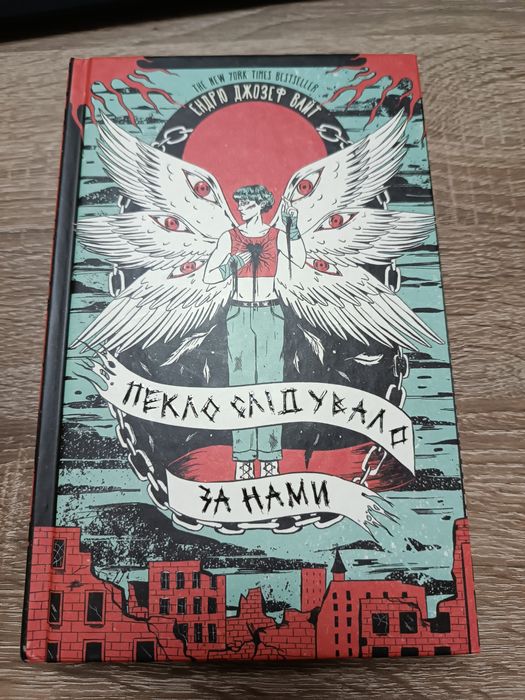 THE NEW YORK TIMES BESTSELLER
ЕНДРЮ ДЖОЗЕФ ВАЙТ
ПЕКЛО СЛІДУВАЛО
ЗА НАМИ